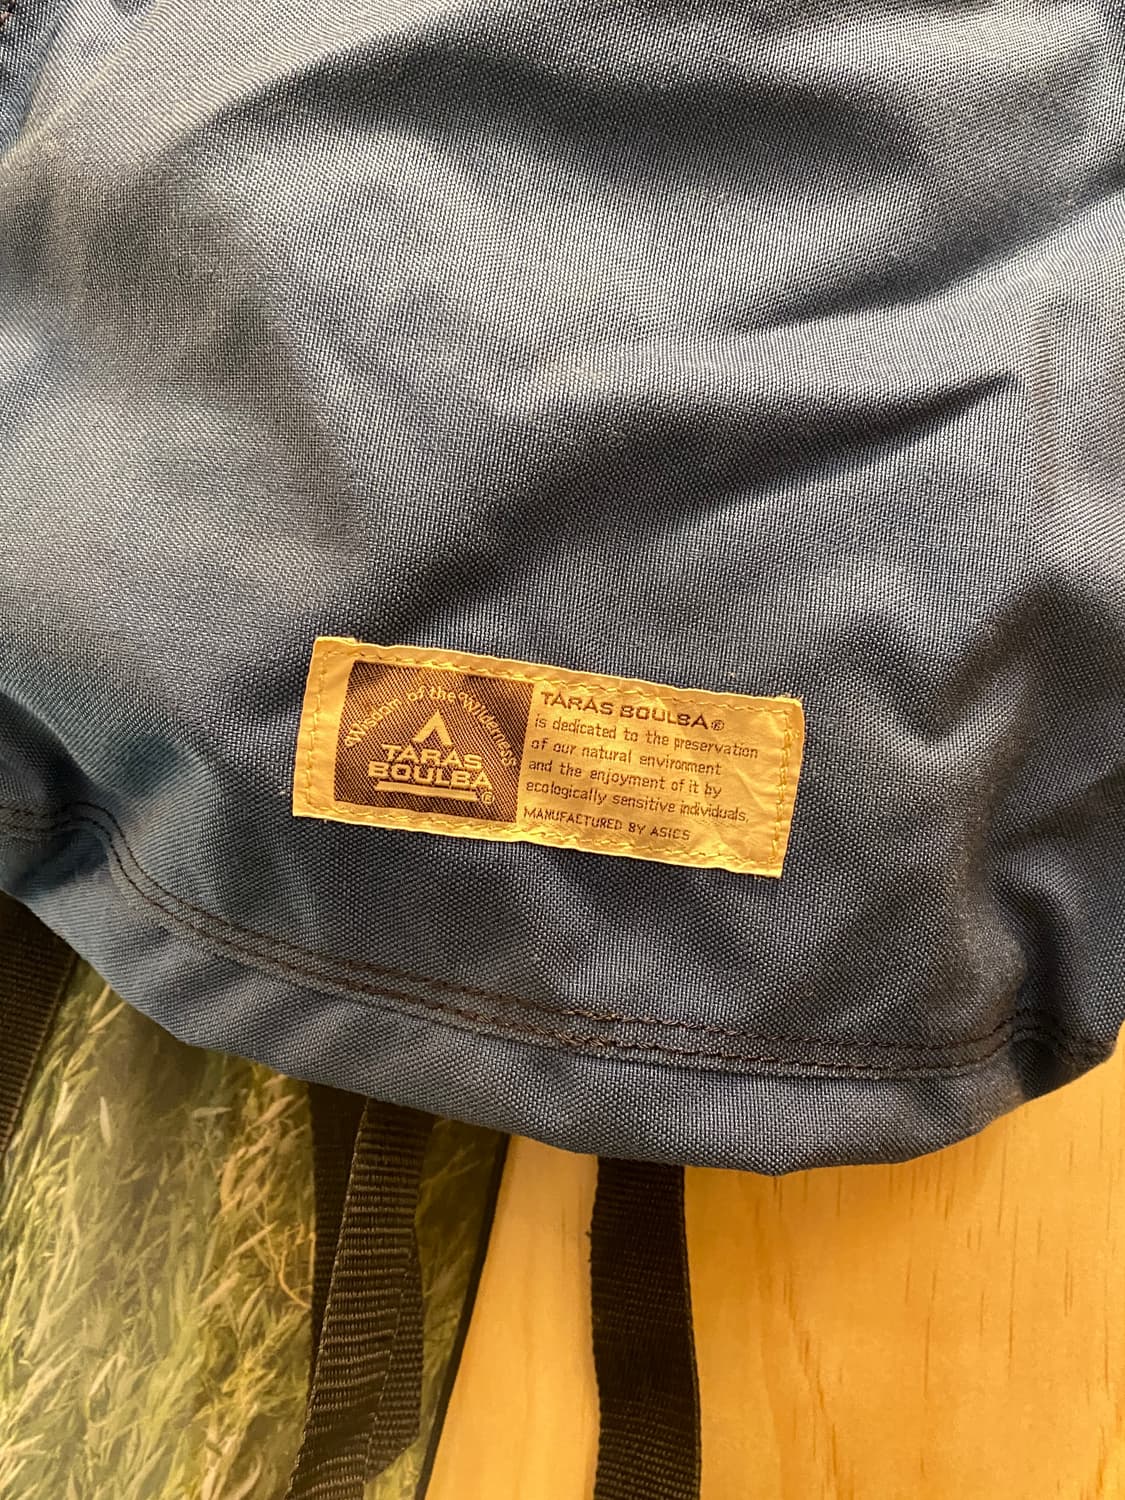 Wisdom of the Wilderness
TARAS
BOULBA®
TARAS BOULBA®
is dedicated to the preservation
of our natural environment
and the enjoyment of it by
ecologically sensitive individuals.
MANUFACTURED BY ASICS